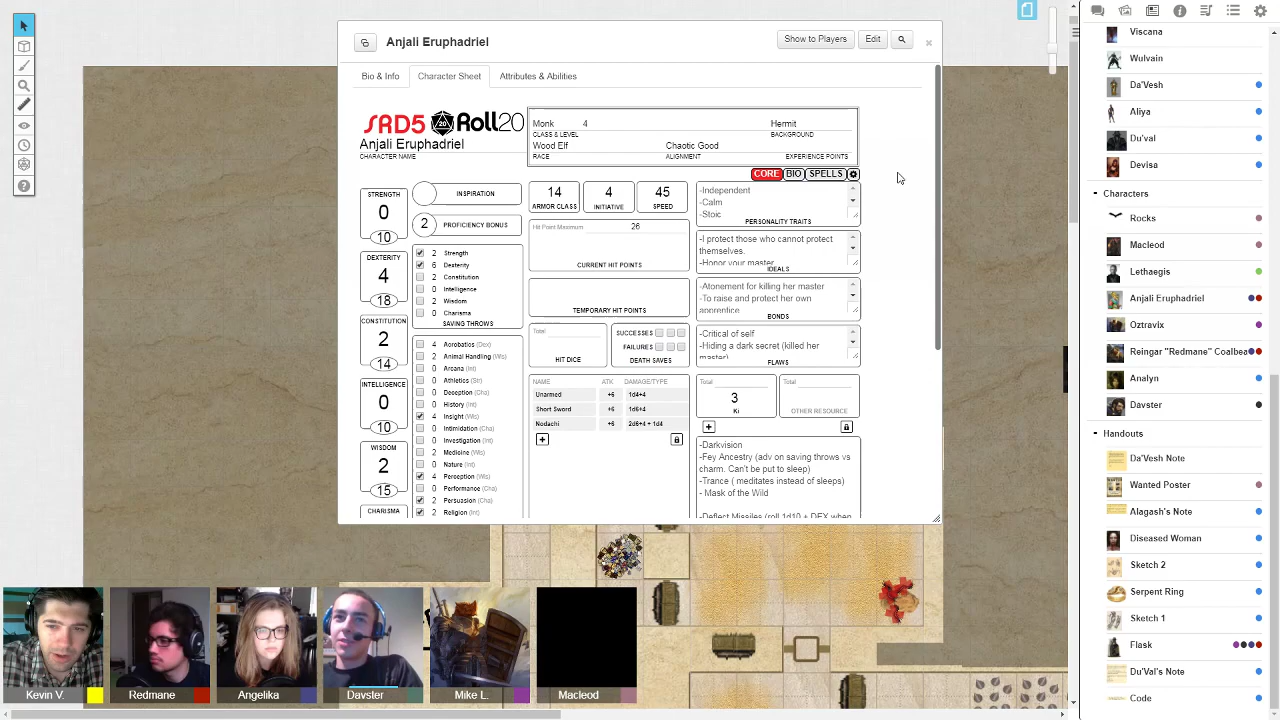 Anjali Eruphadriel
Show to Players
Edit
Bio & Info
Character Sheet
Attributes & Abilities
SRD5 20 Roll20
Anjali Eruphadriel
CHARACTER NAME
Monk 4 Hermit
CLASS & LEVEL BACKGROUND
Wood Elf Chaotic Good
RACE ALIGNMENT EXPERIENCE POINTS
CORE BIO SPELLS
STRENGTH
0
10
DEXTERITY
4
18
CONSTITUTION
2
14
INTELLIGENCE
0
10
WISDOM
2
15
CHARISMA
INSPIRATION
2 PROFICIENCY BONUS
2 Strength
6 Dexterity
2 Constitution
0 Intelligence
2 Wisdom
0 Charisma
SAVING THROWS
4 Acrobatics (Dex)
2 Animal Handling (Wis)
0 Arcana (Int)
0 Athletics (Str)
0 Deception (Cha)
0 History (Int)
4 Insight (Wis)
0 Intimidation (Cha)
0 Investigation (Int)
2 Medicine (Wis)
0 Nature (Int)
4 Perception (Wis)
0 Performance (Cha)
2 Persuasion (Cha)
2 Religion (Int)
14 4 45
ARMOR CLASS INITIATIVE SPEED
Hit Point Maximum 26
CURRENT HIT POINTS
TEMPORARY HIT POINTS
Total
HIT DICE
SUCCESSES
FAILURES
DEATH SAVES
NAME ATK DAMAGE/TYPE
Unarmed +6 1d4+4
Short Sword +6 1d6+4
Nodachi +6 2d6+4 + 1d4
-Independent
-Calm
-Stoic
PERSONALITY TRAITS
-I protect those who cannot protect
themselves.
-Honor your master
IDEALS
-Atonement for killing her master
-To raise and protect her own
apprentice
BONDS
-Critical of self
-Hiding a dark secret (killed her
master)
FLAWS
Total
3
Ki
Total
OTHER RESOURCE
-Darkvision
-Fey Ancestry (adv on saving throws vs
charm. Can't be put to sleep)
-Trance ( meditates instead of sleep)
- Mask of the Wild
-Deflect Missiles (roll 1d10 + DEX when
Viscana
Wulvain
Da'Vesh
Aliya
Du'val
Devisa
Characters
Rocks
Macleod
Anjali Eruphadriel
Oztravix
Reingar "Redmane" Coalbea
Analyn
Davster
Handouts
Da'Vesh Note
Wanted Poster
Diseased Woman
Sketch 2
Serpent Ring
Sketch 1
Flask
Du'Vel's Note
Kevin V.
Redmane
Angelika
Davster
Mike L.
Macleod